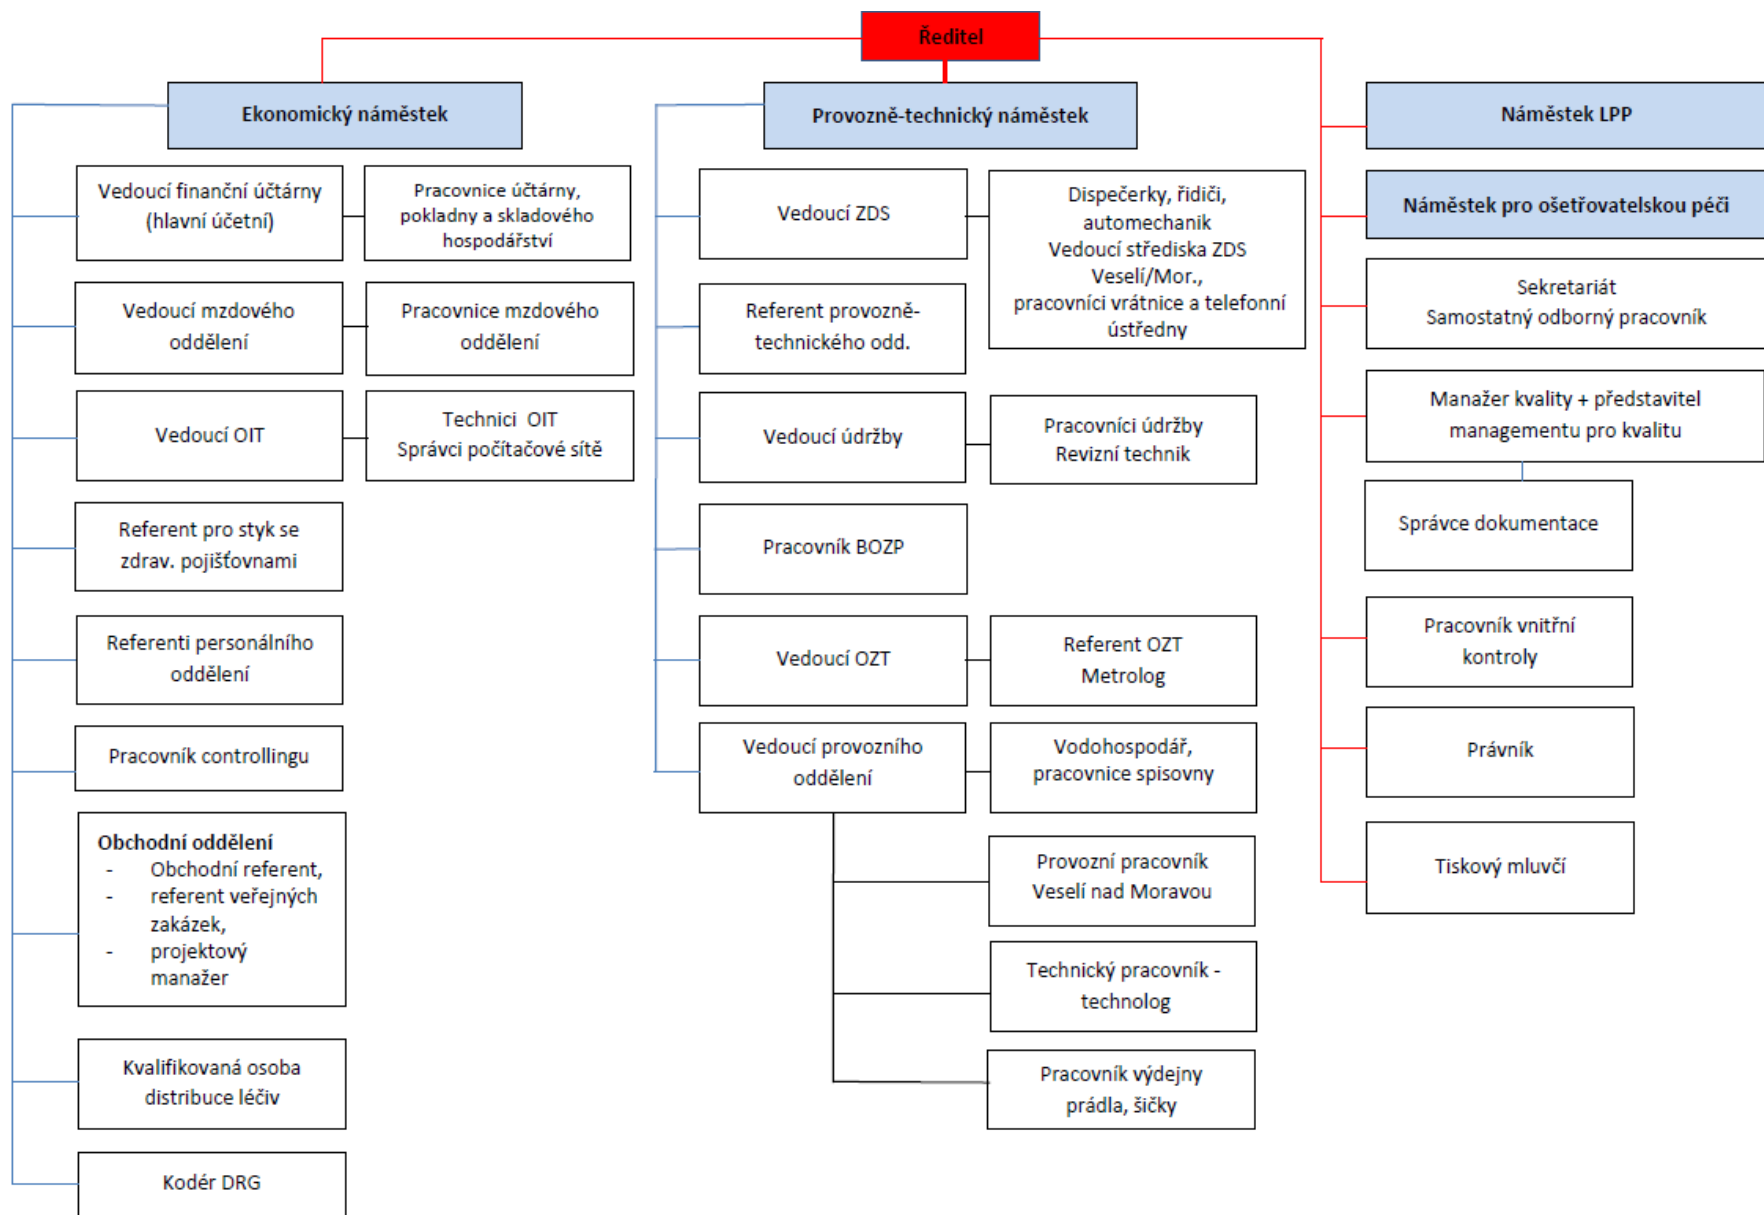 Ředitel
Ekonomický náměstek
Vedoucí finanční účtárny
(hlavní účetní)
Pracovnice účtárny,
pokladny a skladového
hospodářství
Vedoucí mzdového
oddělení
Pracovnice mzdového
oddělení
Vedoucí OIT
Technici OIT
Správci počítačové sítě
Referent pro styk se
zdrav. pojišťovnami
Referenti personálního
oddělení
Pracovník controllingu
Obchodní oddělení
- Obchodní referent,
- referent veřejných
zakázek,
- projektový
manažer
Kvalifikovaná osoba
distribuce léčiv
Kodér DRG
Provozně-technický náměstek
Vedoucí ZDS
Dispečerky, řidiči,
automechanik
Vedoucí střediska ZDS
Veselí/Mor.,
pracovníci vrátnice a telefonní
ústředny
Referent provozně-
technického odd.
Vedoucí údržby
Pracovníci údržby
Revizní technik
Pracovník BOZP
Vedoucí OZT
Referent OZT
Metrolog
Vedoucí provozního
oddělení
Vodohospodář,
pracovnice spisovny
Provozní pracovník
Veselí nad Moravou
Technický pracovník -
technolog
Pracovník výdejny
prádla, šičky
Náměstek LPP
Náměstek pro ošetřovatelskou péči
Sekretariát
Samostatný odborný pracovník
Manažer kvality + představitel
managementu pro kvalitu
Správce dokumentace
Pracovník vnitřní
kontroly
Právník
Tiskový mluvčí